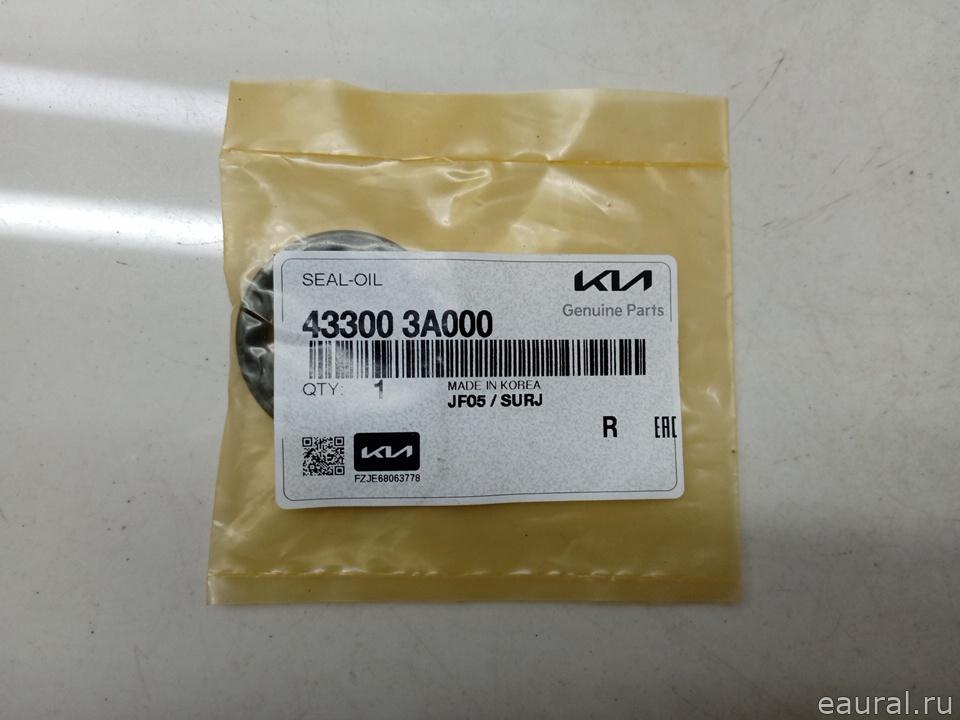 SEAL-OIL
KIA
Genuine Parts
43300 3A000
QTY: 1
MADE IN KOREA
JF05 / SURJ
R EAC
KIA
FZJE68063778
eaural.ru